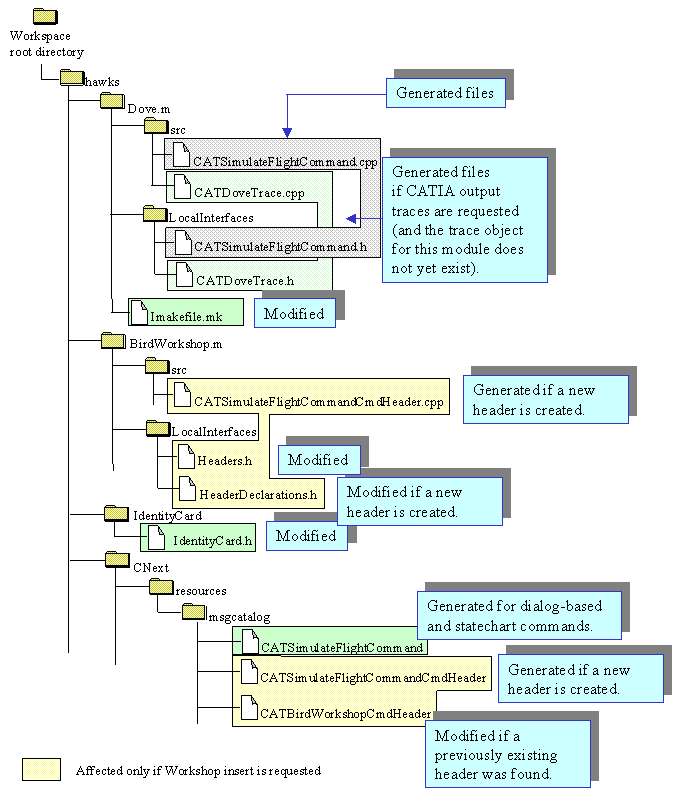 Workspace
root directory
hawks
Generated files
Dove.m
src
CATSimulateFlightCommand.cpp
CATDoveTrace.cpp
Generated files
if CATIA output
traces are requested
(and the trace object
for this module does
not yet exist).
LocalInterfaces
CATSimulateFlightCommand.h
CATDoveTrace.h
Imakefile.mk
Modified
BirdWorkshop.m
src
CATSimulateFlightCommandCmdHeader.cpp
Generated if a new
header is created.
LocalInterfaces
Headers.h
Modified
HeaderDeclarations.h
Modified if a new
header is created.
IdentityCard
IdentityCard.h
Modified
CNext
resources
msgcatalog
Generated for dialog-based
and statechart commands.
CATSimulateFlightCommand
CATSimulateFlightCommandCmdHeader
Generated if a new
header is created.
CATBirdWorkshopCmdHeader
Modified if a
previously existing
header was found.
Affected only if Workshop insert is requested